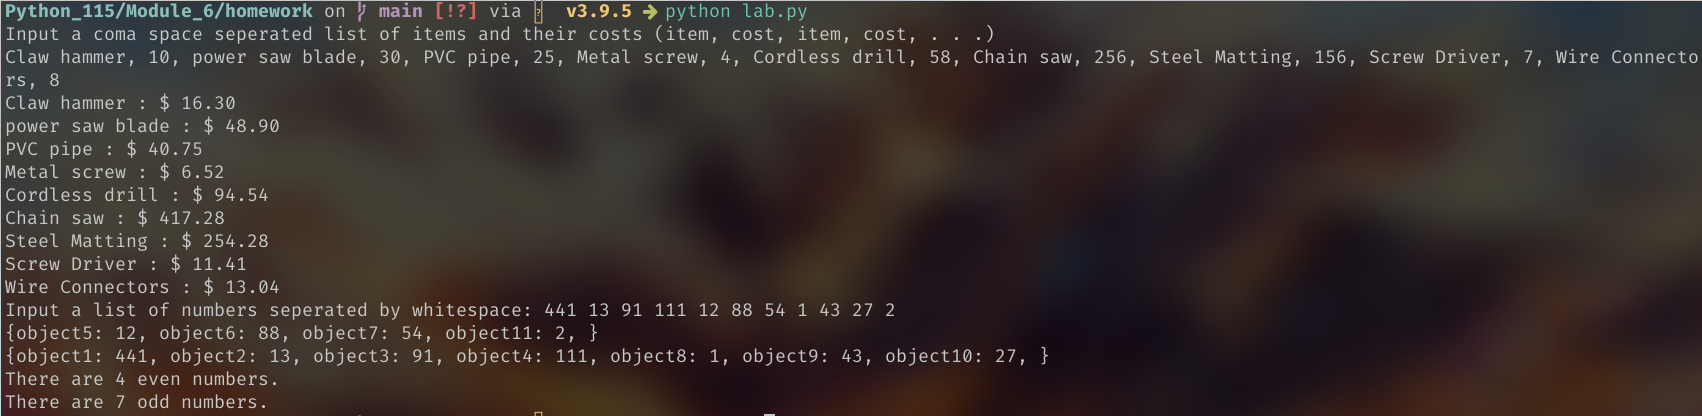 Python_115/Module_6/homework on main [!?] via v3.9.5 ➜ python lab.py
Input a coma space seperated list of items and their costs (item, cost, item, cost, . . .)
Claw hammer, 10, power saw blade, 30, PVC pipe, 25, Metal screw, 4, Cordless drill, 58, Chain saw, 256, Steel Matting, 156, Screw Driver, 7, Wire Connecto
rs, 8
Claw hammer : $ 16.30
power saw blade : $ 48.90
PVC pipe : $ 40.75
Metal screw : $ 6.52
Cordless drill : $ 94.54
Chain saw : $ 417.28
Steel Matting : $ 254.28
Screw Driver : $ 11.41
Wire Connectors : $ 13.04
Input a list of numbers seperated by whitespace: 441 13 91 111 12 88 54 1 43 27 2
{object5: 12, object6: 88, object7: 54, object11: 2, }
{object1: 441, object2: 13, object3: 91, object4: 111, object8: 1, object9: 43, object10: 27, }
There are 4 even numbers.
There are 7 odd numbers.